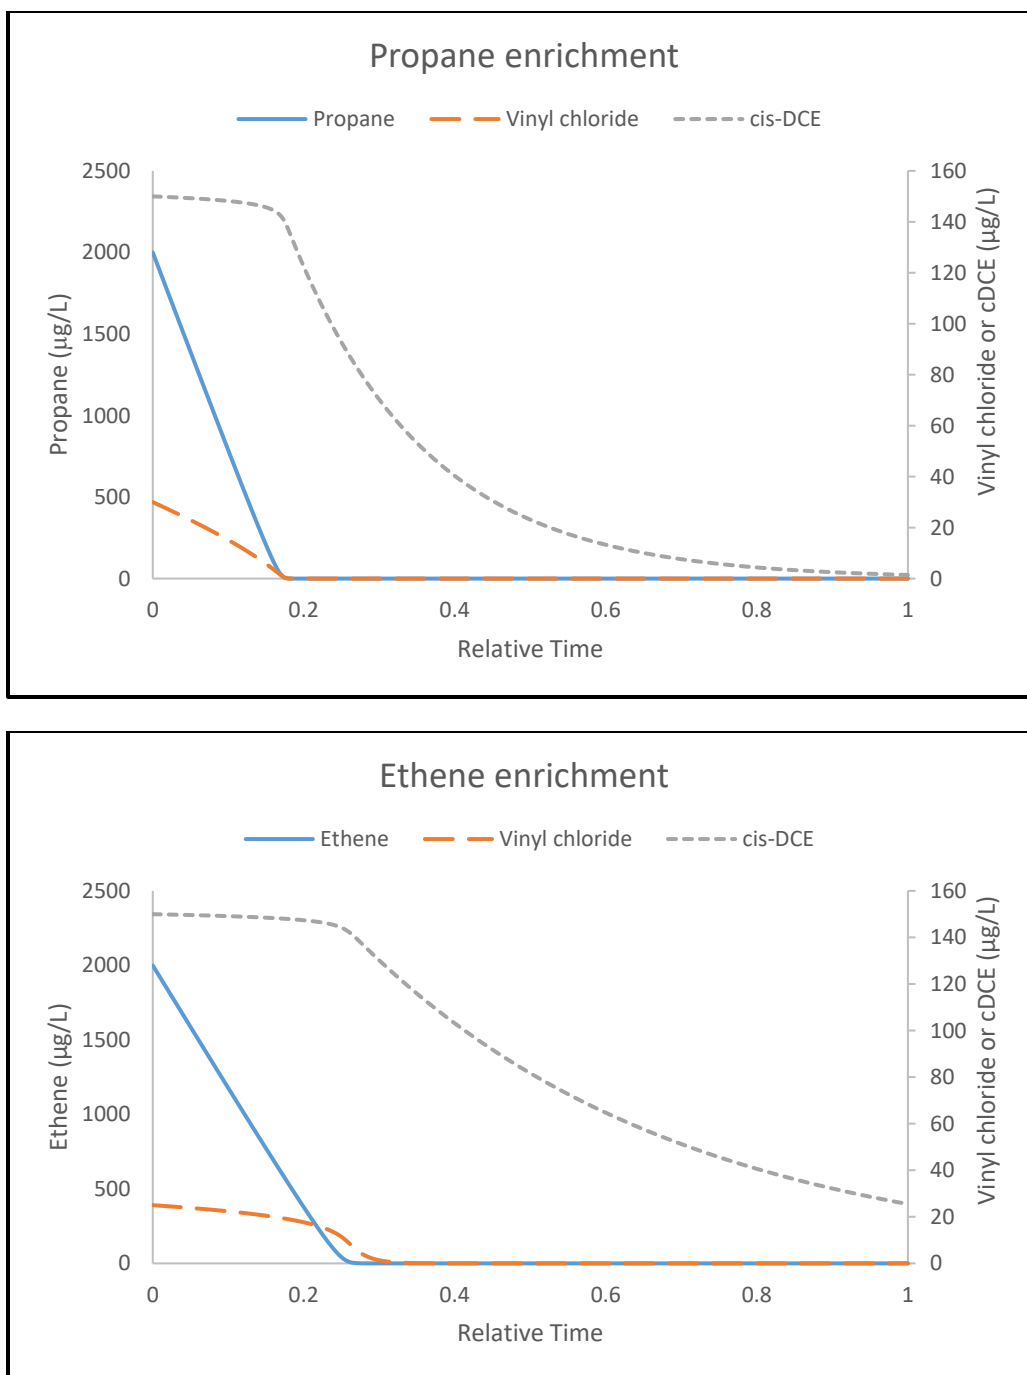 Propane enrichment
Propane Vinyl chloride cis-DCE
2500
2000
1500
1000
500
0
Propane (µg/L)
160
140
120
100
80
60
40
20
0
Vinyl chloride or cDCE (µg/L)
0 0.2 0.4 0.6 0.8 1
Relative Time
Ethene enrichment
Ethene Vinyl chloride cis-DCE
2500
2000
1500
1000
500
0
Ethene (µg/L)
160
140
120
100
80
60
40
20
0
Vinyl chloride or cDCE (µg/L)
0 0.2 0.4 0.6 0.8 1
Relative Time